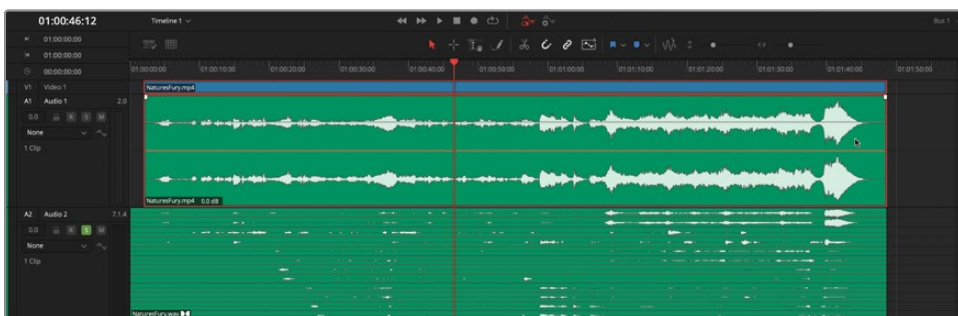 01:00:46:12 Timeline 1 Bus 1
01:00:00:00
01:00:00:00
00:00:00:00 01:00:00:00 01:00:10:00 01:00:20:00 01:00:30:00 01:00:40:00 01:00:50:00 01:01:00:00 01:01:10:00 01:01:20:00 01:01:30:00 01:01:40:00 01:01:50:00
V1 Video 1 NaturesFury.mp4
A1 Audio 1 2.0
0.0 R S M
None
1 Clip
NaturesFury.mp4 0.0 dB
A2 Audio 2 7.1.4
0.0 R S M
None
1 Clip
NaturesFury.wav